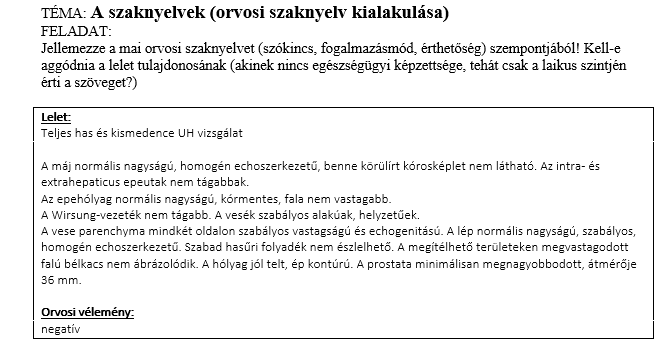 TÉMA: A szaknyelvek (orvosi szaknyelv kialakulása)
FELADAT:
Jellemezze a mai orvosi szaknyelvet (szókincs, fogalmazásmód, érthetőség) szempontjából! Kell-e
aggódnia a lelet tulajdonosának (akinek nincs egészségügyi képzettsége, tehát csak a laikus szintjén
érti a szöveget?)
Lelet:
Teljes has és kismedence UH vizsgálat
A máj normális nagyságú, homogén echoszerkezetű, benne körülírt kórosképlet nem látható. Az intra- és
extrahepaticus epeutak nem tágabbak.
Az epehólyag normális nagyságú, kórmentes, fala nem vastagabb.
A Wirsung-vezeték nem tágabb. A vesék szabályos alakúak, helyzetűek.
A vese parenchyma mindkét oldalon szabályos vastagságú és echogenitású. A lép normális nagyságú, szabályos,
homogén echoszerkezetű. Szabad hasűri folyadék nem észlelhető. A megítélhető területeken megvastagodott
falú bélkacs nem ábrázolódik. A hólyag jól telt, ép kontúrú. A prostata minimálisan megnagyobbodott, átmérője
36 mm.
Orvosi vélemény:
negatív